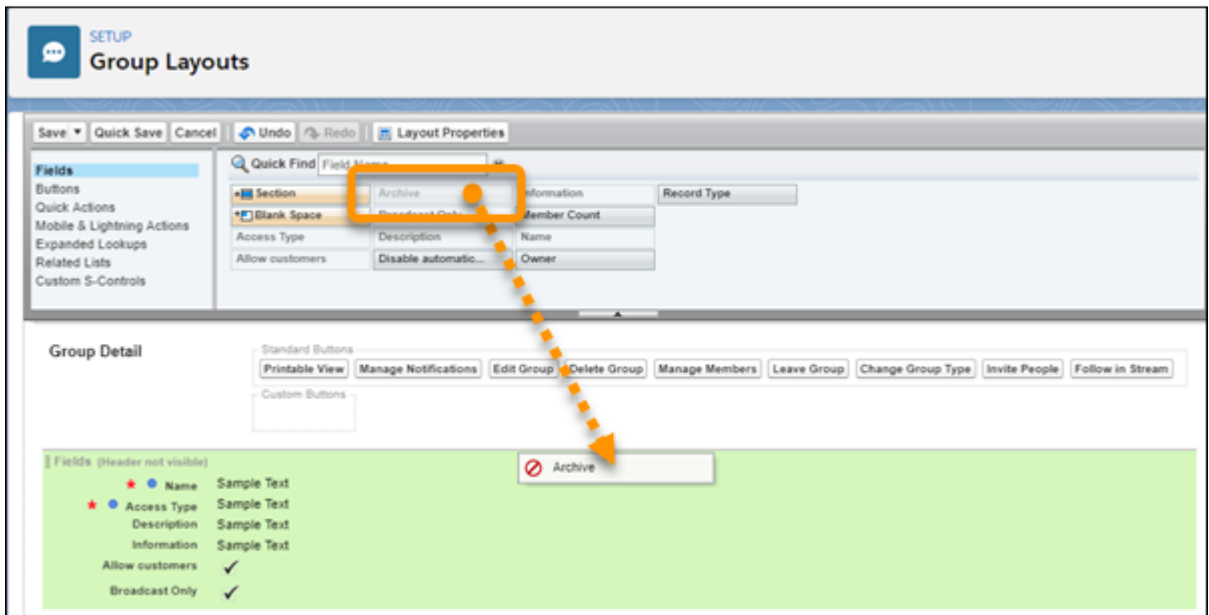 SETUP
Group Layouts
Save Quick Save Cancel Undo Redo Layout Properties
Fields
Buttons
Quick Actions
Mobile & Lightning Actions
Expanded Lookups
Related Lists
Custom S-Controls
Quick Find Field Name
Section Archive Information Record Type
Blank Space Broadcast Only Member Count
Access Type Description Name
Allow customers Disable automatic... Owner
Group Detail
Standard Buttons
Printable View Manage Notifications Edit Group Delete Group Manage Members Leave Group Change Group Type Invite People Follow in Stream
Custom Buttons
Fields (Header not visible)
Archive
Name Sample Text
Access Type Sample Text
Description Sample Text
Information Sample Text
Allow customers
Broadcast Only